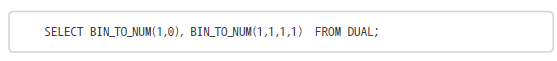 SELECT BIN_TO_NUM(1,0), BIN_TO_NUM(1,1,1,1)  FROM DUAL;